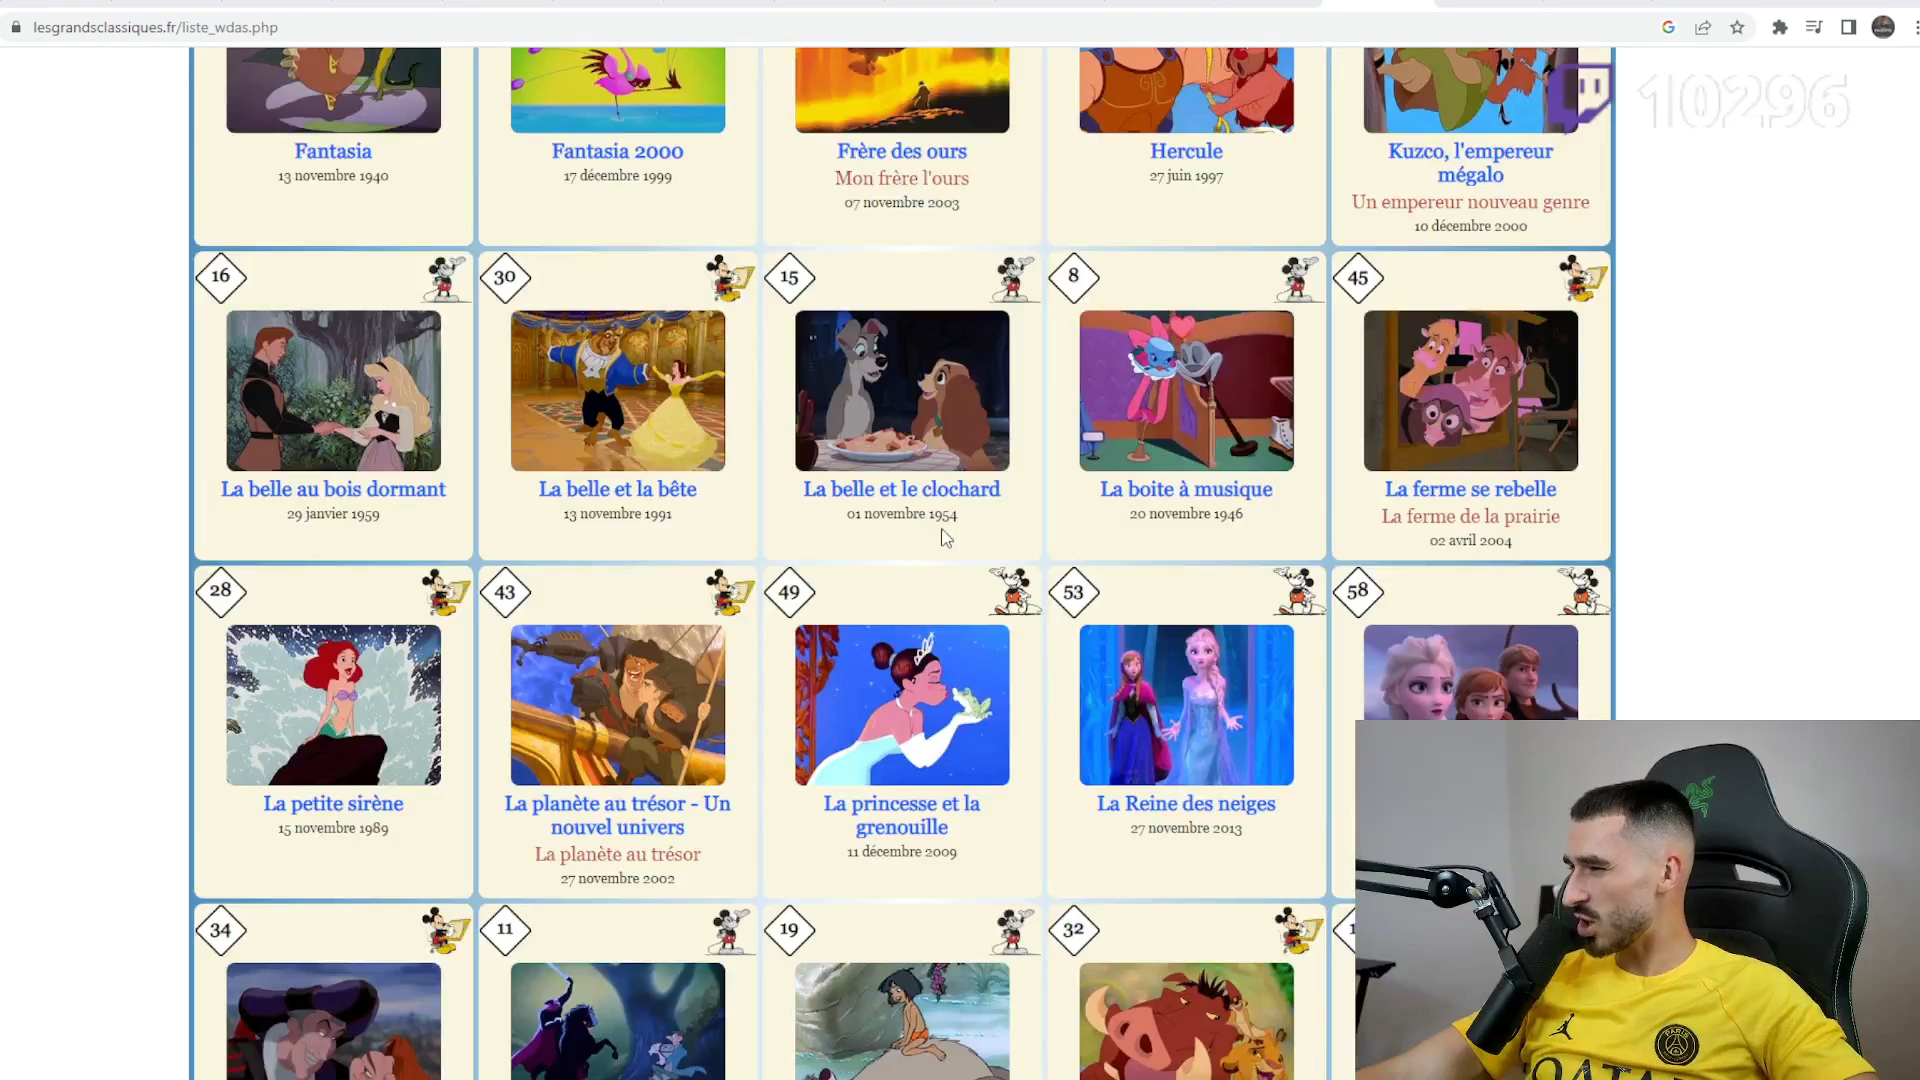 lesgrandsclassiques.fr/liste_wdas.php
10296
Fantasia
13 novembre 1940
Fantasia 2000
17 décembre 1999
Frère des ours
Mon frère l'ours
07 novembre 2003
Hercule
27 juin 1997
Kuzco, l'empereur
mégalo
Un empereur nouveau genre
10 décembre 2000
16
La belle au bois dormant
29 janvier 1959
30
La belle et la bête
13 novembre 1991
15
La belle et le clochard
01 novembre 1954
8
La boite à musique
20 novembre 1946
45
La ferme se rebelle
La ferme de la prairie
02 avril 2004
28
La petite sirène
15 novembre 1989
43
La planète au trésor - Un
nouvel univers
La planète au trésor
27 novembre 2002
49
La princesse et la
grenouille
11 décembre 2009
53
La Reine des neiges
27 novembre 2013
58
34
11
19
32
PARIS
QATAR